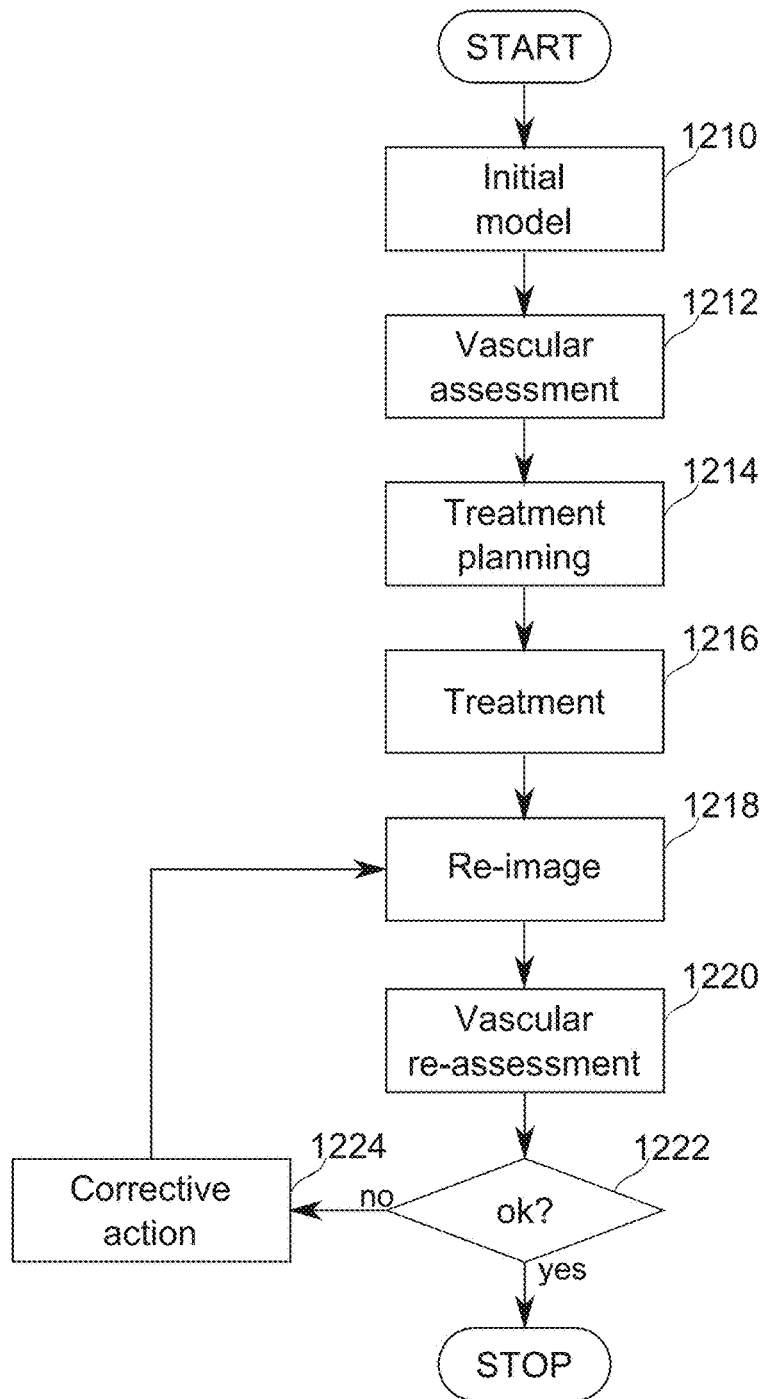 START
1210
Initial
model
1212
Vascular
assessment
1214
Treatment
planning
1216
Treatment
1218
Re-image
1220
Vascular
re-assessment
1224
Corrective
action
no
1222
ok?
yes
STOP